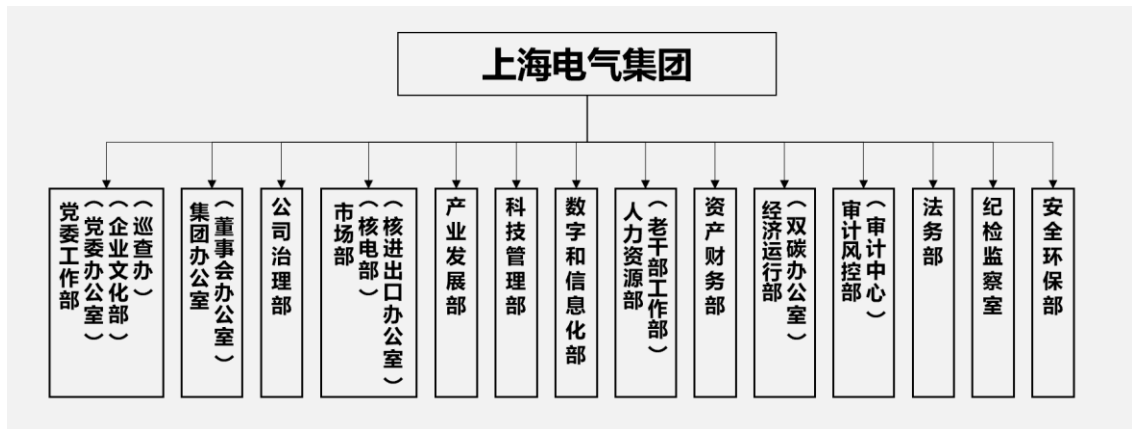 上海电气集团
党委工作部
（党委办公室）
（企业文化部）
（巡查办）
集团办公室
（董事会办公室）
公司治理部
市场部
（核电部）
（核进出口办公室）
产业发展部
科技管理部
数字和信息化部
人力资源部
（老干部工作部）
资产财务部
经济运行部
（双碳办公室）
审计风控部
（审计中心）
法务部
纪检监察室
安全环保部